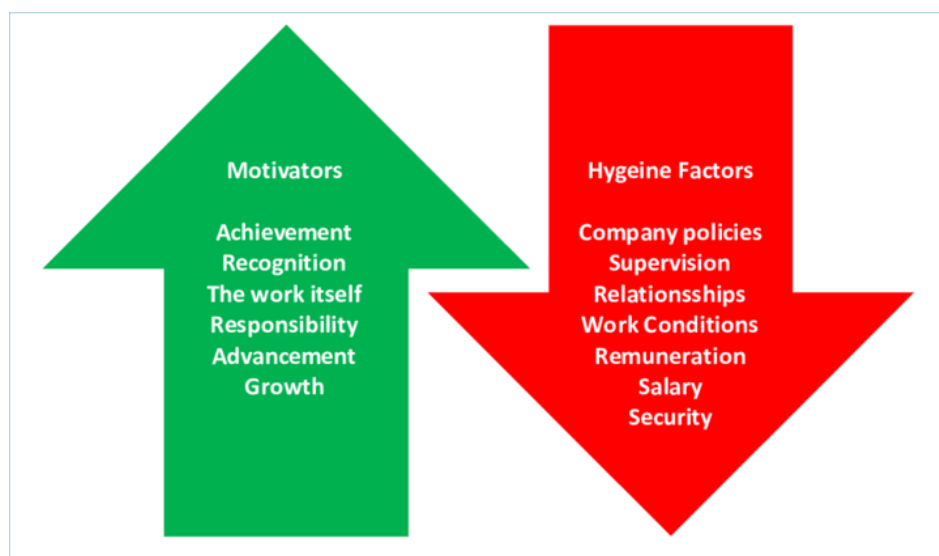 Motivators
Achievement
Recognition
The work itself
Responsibility
Advancement
Growth
Hygeine Factors
Company policies
Supervision
Relationsships
Work Conditions
Remuneration
Salary
Security